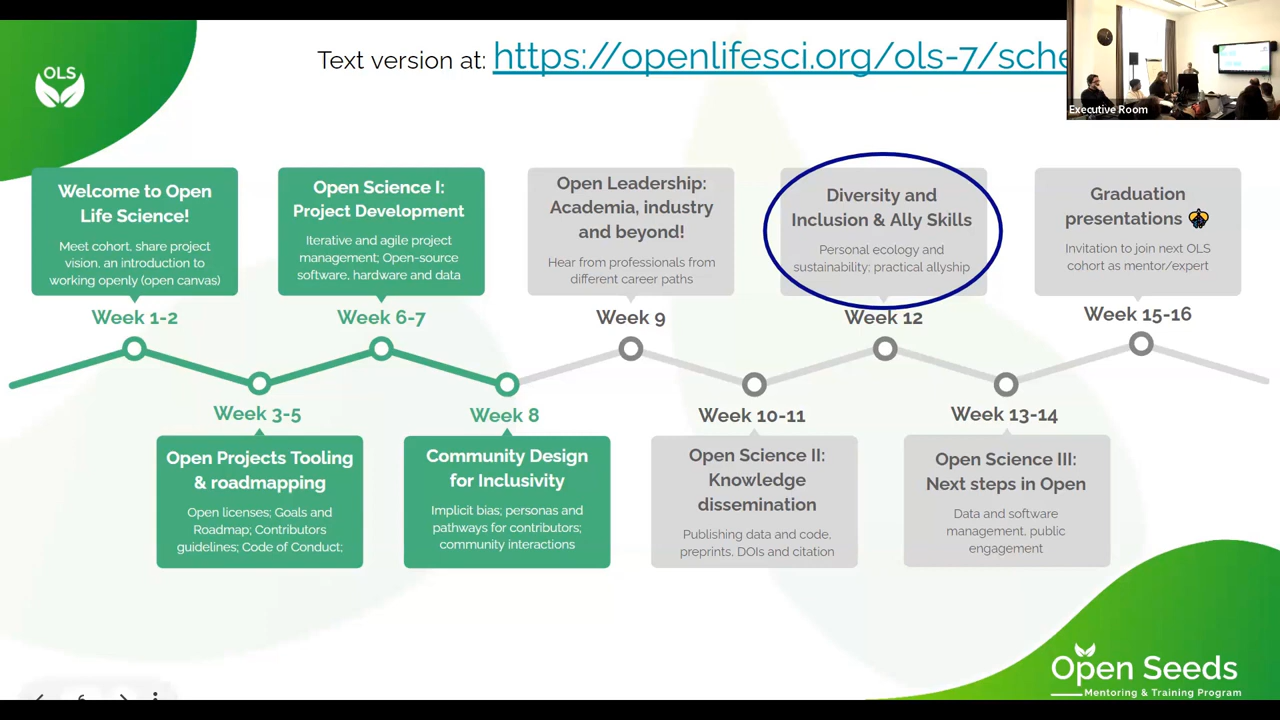 Text version at: https://openlifesci.org/ols-7/sche
Executive Room
OLS
Welcome to Open
Life Science!
Meet cohort, share project
vision, an introduction to
working openly (open canvas)
Week 1-2
Open Projects Tooling
& roadmapping
Open licenses; Goals and
Roadmap; Contributors
guidelines; Code of Conduct;
Week 3-5
Open Science I:
Project Development
Iterative and agile project
management; Open-source
software, hardware and data
Week 6-7
Community Design
for Inclusivity
Implicit bias; personas and
pathways for contributors;
community interactions
Week 8
Open Leadership:
Academia, industry
and beyond!
Hear from professionals from
different career paths
Week 9
Open Science II:
Knowledge
dissemination
Publishing data and code,
preprints, DOIs and citation
Week 10-11
Diversity and
Inclusion & Ally Skills
Personal ecology and
sustainability; practical allyship
Week 12
Open Science III:
Next steps in Open
Data and software
management, public
engagement
Week 13-14
Graduation
presentations
Invitation to join next OLS
cohort as mentor/expert
Week 15-16
Open Seeds
Mentoring & Training Program